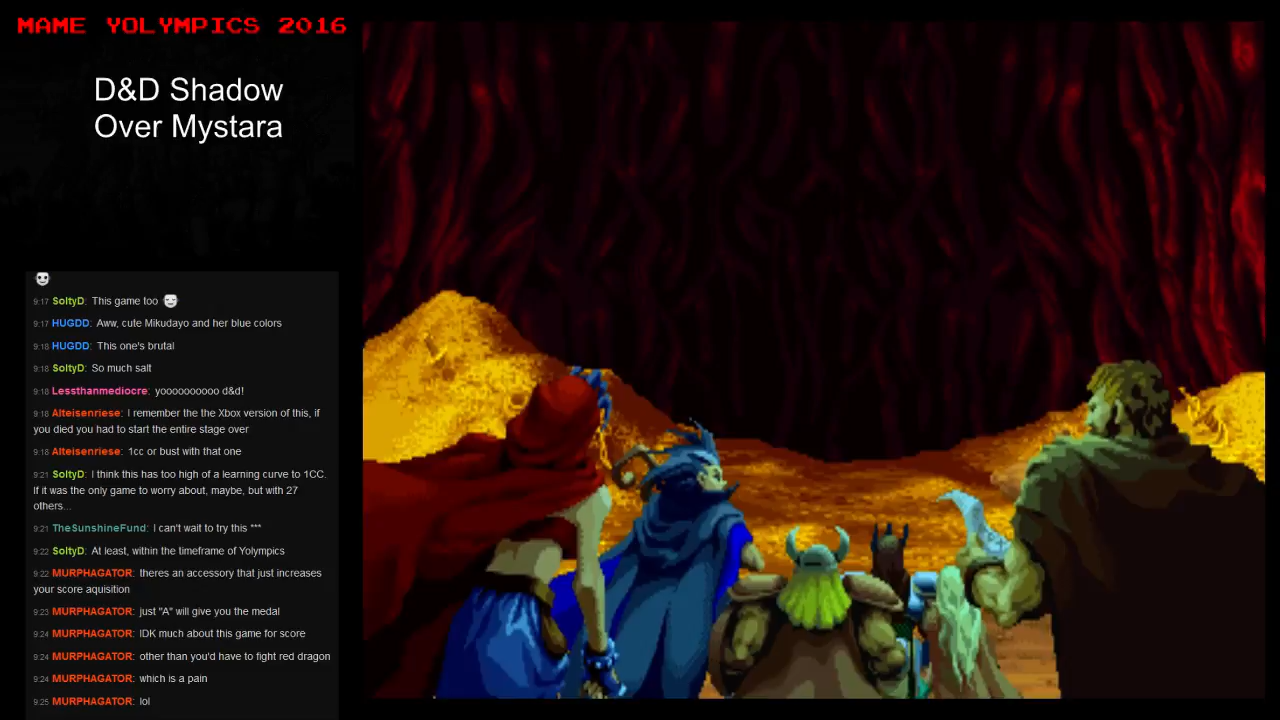 MAME YOLYMPICS 2016
D&D Shadow
Over Mystara
9:17 SoltyD: This game too
9:17 HUGDD: Aww, cute Mikudayo and her blue colors
9:18 HUGDD: This one's brutal
9:18 SoltyD: So much salt
9:18 Lessthanmediocre: yoooooooooo d&d!
9:18 Alteisenriese: I remember the the Xbox version of this, if
you died you had to start the entire stage over
9:18 Alteisenriese: 1cc or bust with that one
9:21 SoltyD: I think this has too high of a learning curve to 1CC.
If it was the only game to worry about, maybe, but with 27
others...
9:21 TheSunshineFund: I can't wait to try this ***
9:22 SoltyD: At least, within the timeframe of Yolympics
9:22 MURPHAGATOR: theres an accessory that just increases
your score aquisition
9:23 MURPHAGATOR: just "A" will give you the medal
9:24 MURPHAGATOR: IDK much about this game for score
9:24 MURPHAGATOR: other than you'd have to fight red dragon
9:24 MURPHAGATOR: which is a pain
9:25 MURPHAGATOR: lol